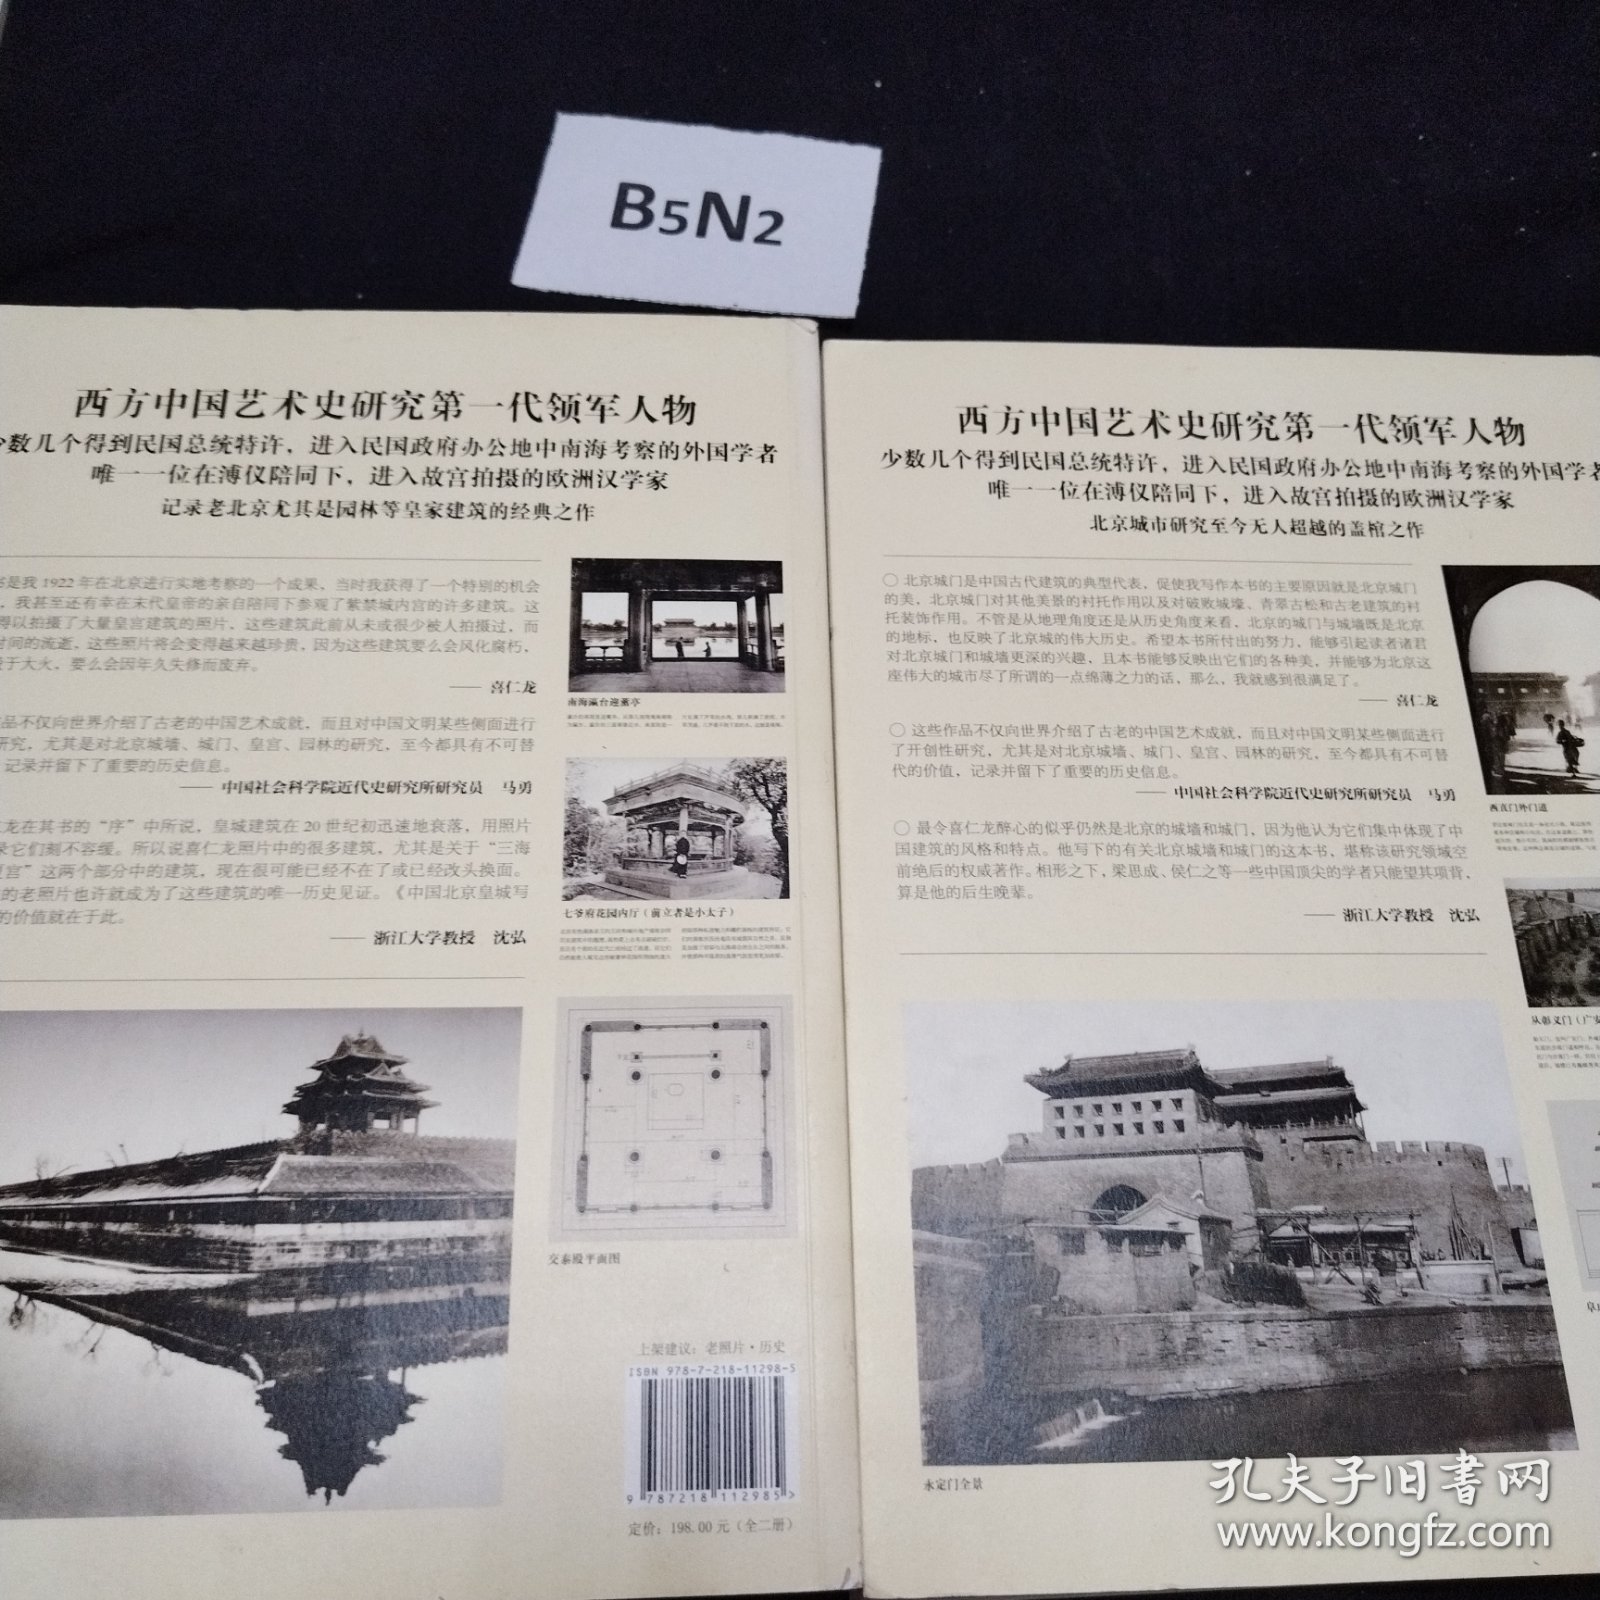 B5N2
西方中国艺术史研究第一代领军人物
少数几个得到民国总统特许，进入民国政府办公地中南海考察的外国学者
唯一一位在溥仪陪同下，进入故宫拍摄的欧洲汉学家
记录老北京尤其是园林等皇家建筑的经典之作
书是我1922年在北京进行实地考察的一个成果，当时我获得了一个特别的机会
，我甚至还有幸在末代皇帝的亲自陪同下参观了紫禁城内宫的许多建筑。这
得以拍摄了大量皇宫建筑的照片，这些建筑此前从未或很少被人拍摄过，而
时间的流逝，这些照片将会变得越来越珍贵，因为这些建筑要么会风化腐朽，
于大火，要么会因年久失修而废弃。
—— 喜仁龙
品不仅向世界介绍了古老的中国艺术成就，而且对中国文明某些侧面进行
研究，尤其是对北京城墙、城门、皇宫、园林的研究，至今都具有不可替
，记录并留下了重要的历史信息。
—— 中国社会科学院近代史研究所研究员 马勇
龙在其书的“序”中所说，皇城建筑在20世纪初迅速地衰落，用照片
录它们刻不容缓。所以说喜仁龙照片中的很多建筑，尤其是关于“三海
宫”这两个部分中的建筑，现在很可能已经不在了或已经改头换面。
的老照片也许就成为了这些建筑的唯一历史见证。《中国北京皇城写
的价值就在于此。
—— 浙江大学教授 沈弘
南海瀛台迎薰亭
七爷府花园内厅（前立者是小太子）
交泰殿平面图
上架建议：老照片·历史
ISBN 978-7-218-11298-5
9 787218 112985 >
定价：198.00元（全二册）
西方中国艺术史研究第一代领军人物
少数几个得到民国总统特许，进入民国政府办公地中南海考察的外国学者
唯一一位在溥仪陪同下，进入故宫拍摄的欧洲汉学家
北京城市研究至今无人超越的盖棺之作
○ 北京城门是中国古代建筑的典型代表，促使我写作本书的主要原因就是北京城门
的美，北京城门对其他美景的衬托作用以及对破败城壕、青翠古松和古老建筑的衬
托装饰作用。不管是从地理角度还是从历史角度来看，北京的城门与城墙既是北京
的地标，也反映了北京城的伟大历史。希望本书所付出的努力，能够引起读者诸君
对北京城门和城墙更深的兴趣，且本书能够反映出它们的各种美，并能够为北京这
座伟大的城市尽了所谓的一点绵薄之力的话，那么，我就感到很满足了。
—— 喜仁龙
○ 这些作品不仅向世界介绍了古老的中国艺术成就，而且对中国文明某些侧面进行
了开创性研究，尤其是对北京城墙、城门、皇宫、园林的研究，至今都具有不可替
代的价值，记录并留下了重要的历史信息。
—— 中国社会科学院近代史研究所研究员 马勇
○ 最令喜仁龙醉心的似乎仍然是北京的城墙和城门，因为他认为它们集中体现了中
国建筑的风格和特点。他写下的有关北京城墙和城门的这本书，堪称该研究领域空
前绝后的权威著作。相形之下，梁思成、侯仁之等一些中国顶尖的学者只能望其项背，
算是他的后生晚辈。
—— 浙江大学教授 沈弘
西直门外门道
从彰义门（广安
永定门全景
孔夫子旧书网
www.kongfz.com